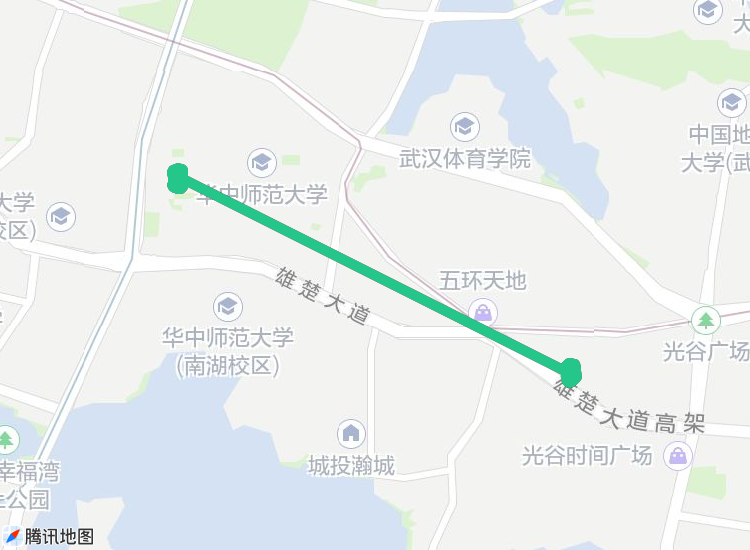 大
武汉体育学院
中国地
大学(武
华中师范大学
大学
校区)
五环天地
雄楚大道
华中师范大学
(南湖校区)
光谷广场
雄楚大道高架
光谷时间广场
城投瀚城
幸福湾
公园
腾讯地图